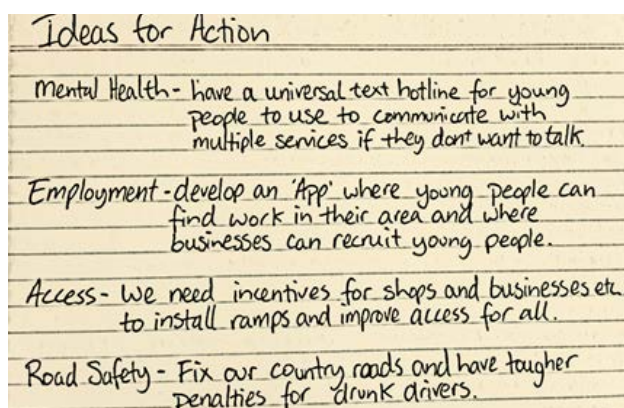 Ideas for Action
Mental Health - have a universal text hotline for young
people to use to communicate with
multiple services if they dont want to talk.
Employment - develop an 'App' where young people can
find work in their area and where
businesses can recruit young people.
Access - We need incentives for shops and businesses etc
to install ramps and improve access for all.
Road Safety - Fix our country roads and have tougher
penalties for drunk drivers.